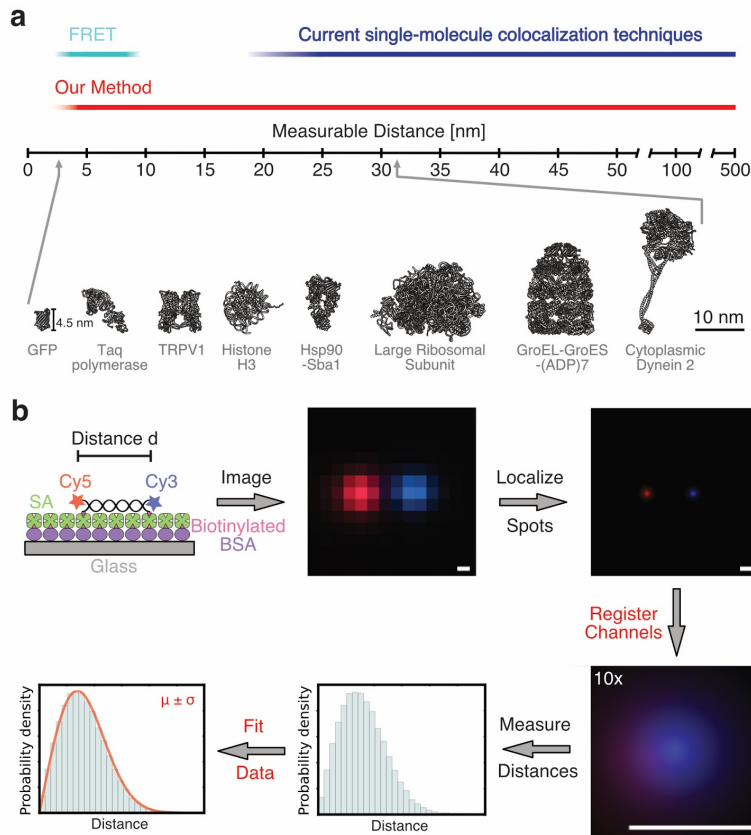 a
FRET
Current single-molecule colocalization techniques
Our Method
Measurable Distance [nm]
0 5 10 15 20 25 30 35 40 45 50 100 500
4.5 nm
10 nm
GFP
Taq
polymerase
TRPV1
Histone
H3
Hsp90
-Sba1
Large Ribosomal
Subunit
GroEL-GroES
-(ADP)7
Cytoplasmic
Dynein 2
b
Distance d
Cy5
Cy3
SA
Biotinylated
BSA
Glass
Image
Localize
Spots
Register
Channels
10x
Measure
Distances
Probability density
Distance
Fit
Data
μ ± σ
Probability density
Distance